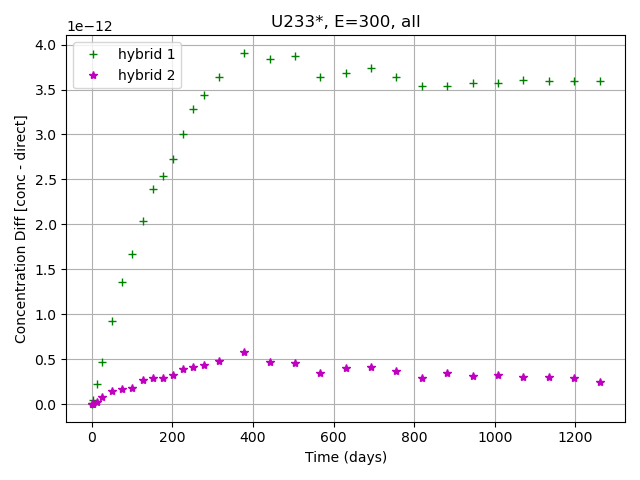 U233*, E=300, all
1e−12
hybrid 1
hybrid 2
Concentration Diff [conc - direct]
4.0
3.5
3.0
2.5
2.0
1.5
1.0
0.5
0.0
0 200 400 600 800 1000 1200
Time (days)